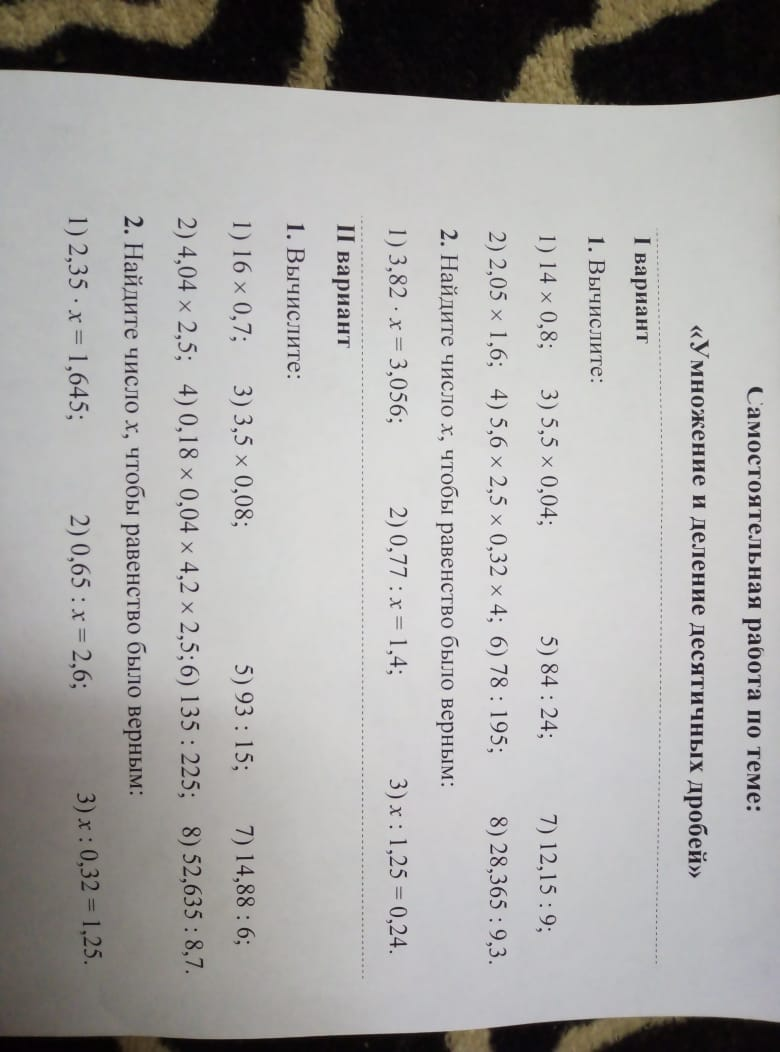 Самостоятельная работа по теме:
«Умножение и деление десятичных дробей»
I вариант
1. Вычислите:
1) 14 × 0,8; 3) 5,5 × 0,04; 5) 84 : 24; 7) 12,15 : 9;
2) 2,05 × 1,6; 4) 5,6 × 2,5 × 0,32 × 4; 6) 78 : 195; 8) 28,365 : 9,3.
2. Найдите число x, чтобы равенство было верным:
1) 3,82 · x = 3,056; 2) 0,77 : x = 1,4; 3) x : 1,25 = 0,24.
II вариант
1. Вычислите:
1) 16 × 0,7; 3) 3,5 × 0,08; 5) 93 : 15; 7) 14,88 : 6;
2) 4,04 × 2,5; 4) 0,18 × 0,04 × 4,2 × 2,5; 6) 135 : 225; 8) 52,635 : 8,7.
2. Найдите число x, чтобы равенство было верным:
1) 2,35 · x = 1,645; 2) 0,65 : x = 2,6; 3) x : 0,32 = 1,25.